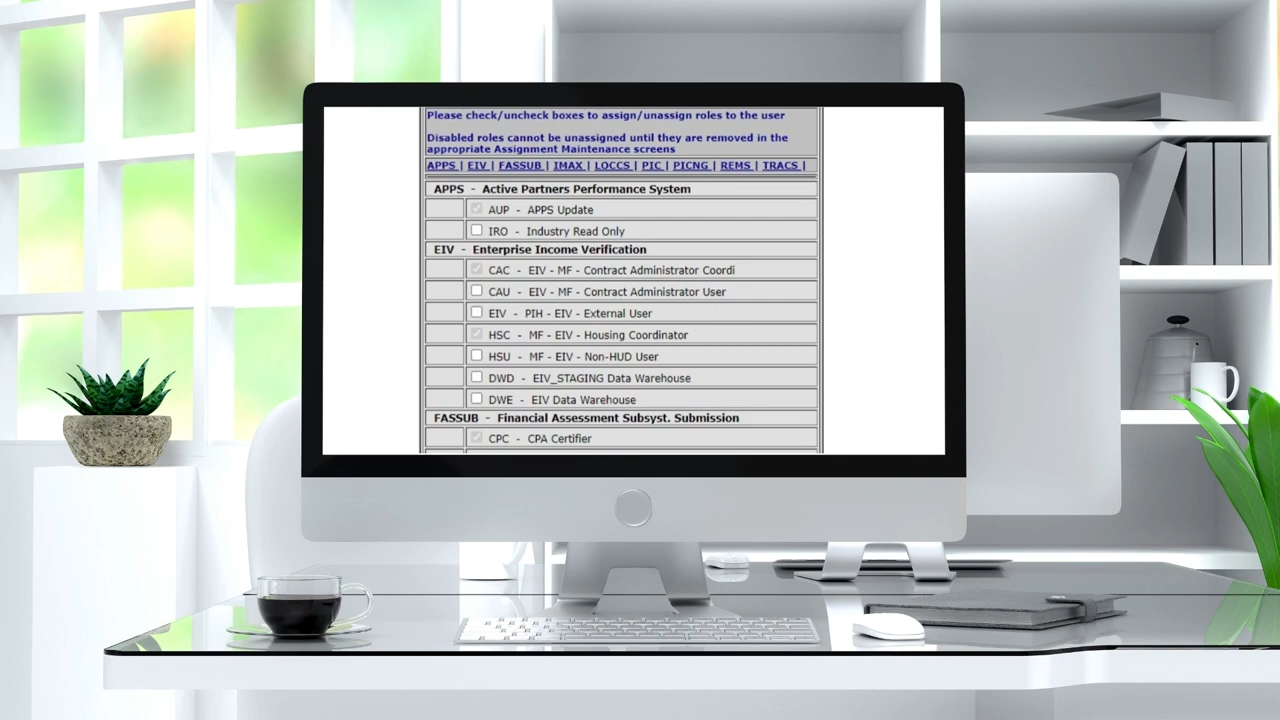 Please check/uncheck boxes to assign/unassign roles to the user
Disabled roles cannot be unassigned until they are removed in the
appropriate Assignment Maintenance screens
APPS | EIV | FASSUB | IMAX | LOCCS | PIC | PICNG | REMS | TRACS |
APPS - Active Partners Performance System
AUP - APPS Update
IRO - Industry Read Only
EIV - Enterprise Income Verification
CAC - EIV - MF - Contract Administrator Coordi
CAU - EIV - MF - Contract Administrator User
EIV - PIH - EIV - External User
HSC - MF - EIV - Housing Coordinator
HSU - MF - EIV - Non-HUD User
DWD - EIV_STAGING Data Warehouse
DWE - EIV Data Warehouse
FASSUB - Financial Assessment Subsyst. Submission
CPC - CPA Certifier